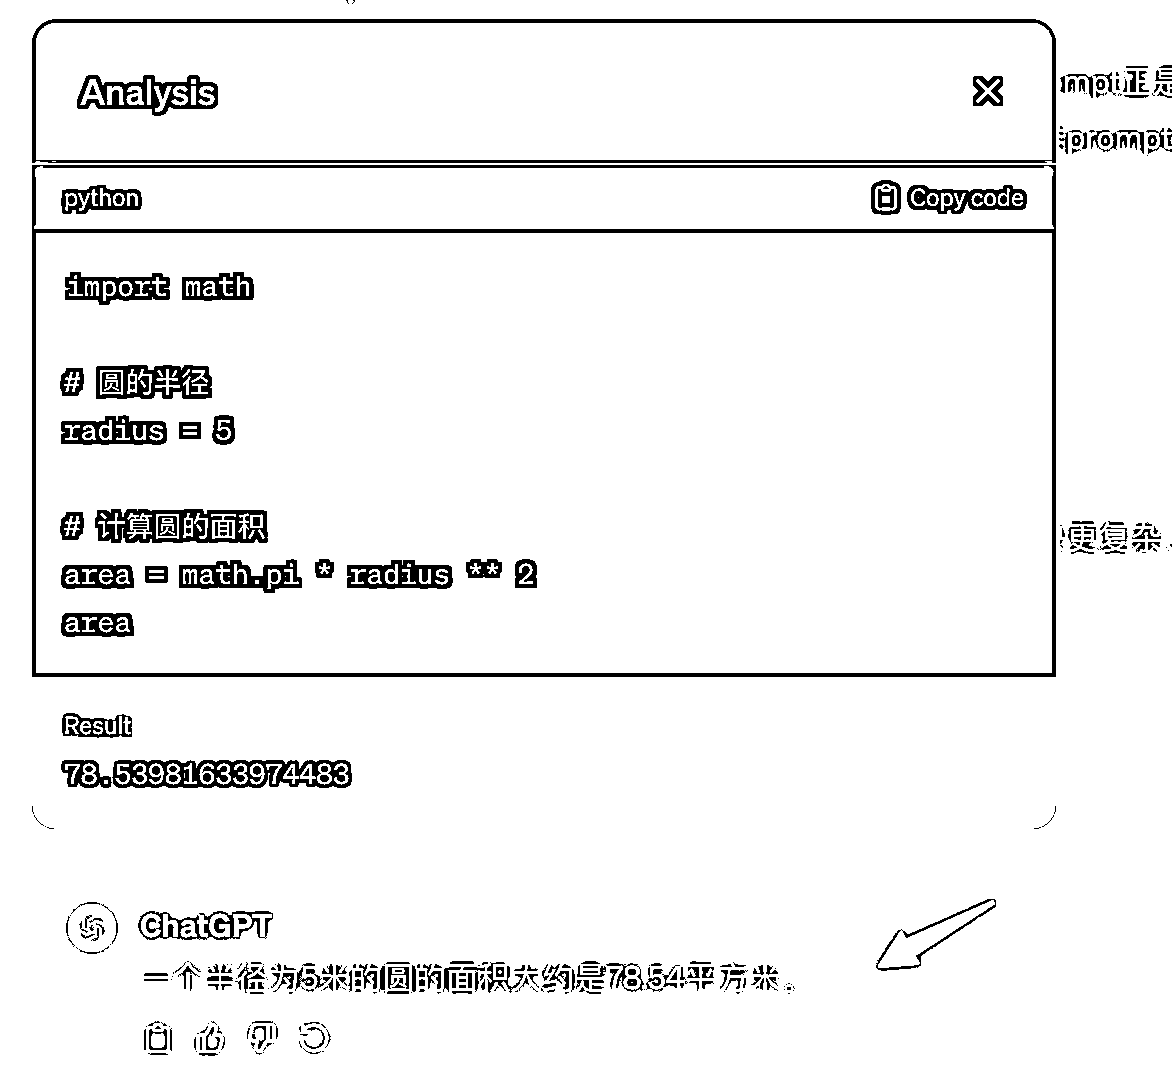 Analysis
mpt正是
prompt
python
Copy code
import math
# 圆的半径
radius = 5
# 计算圆的面积
更复杂
area = math.pi * radius ** 2
area
Result
78.53981633974483
ChatGPT
一个半径为5米的圆的面积大约是78.54平方米。